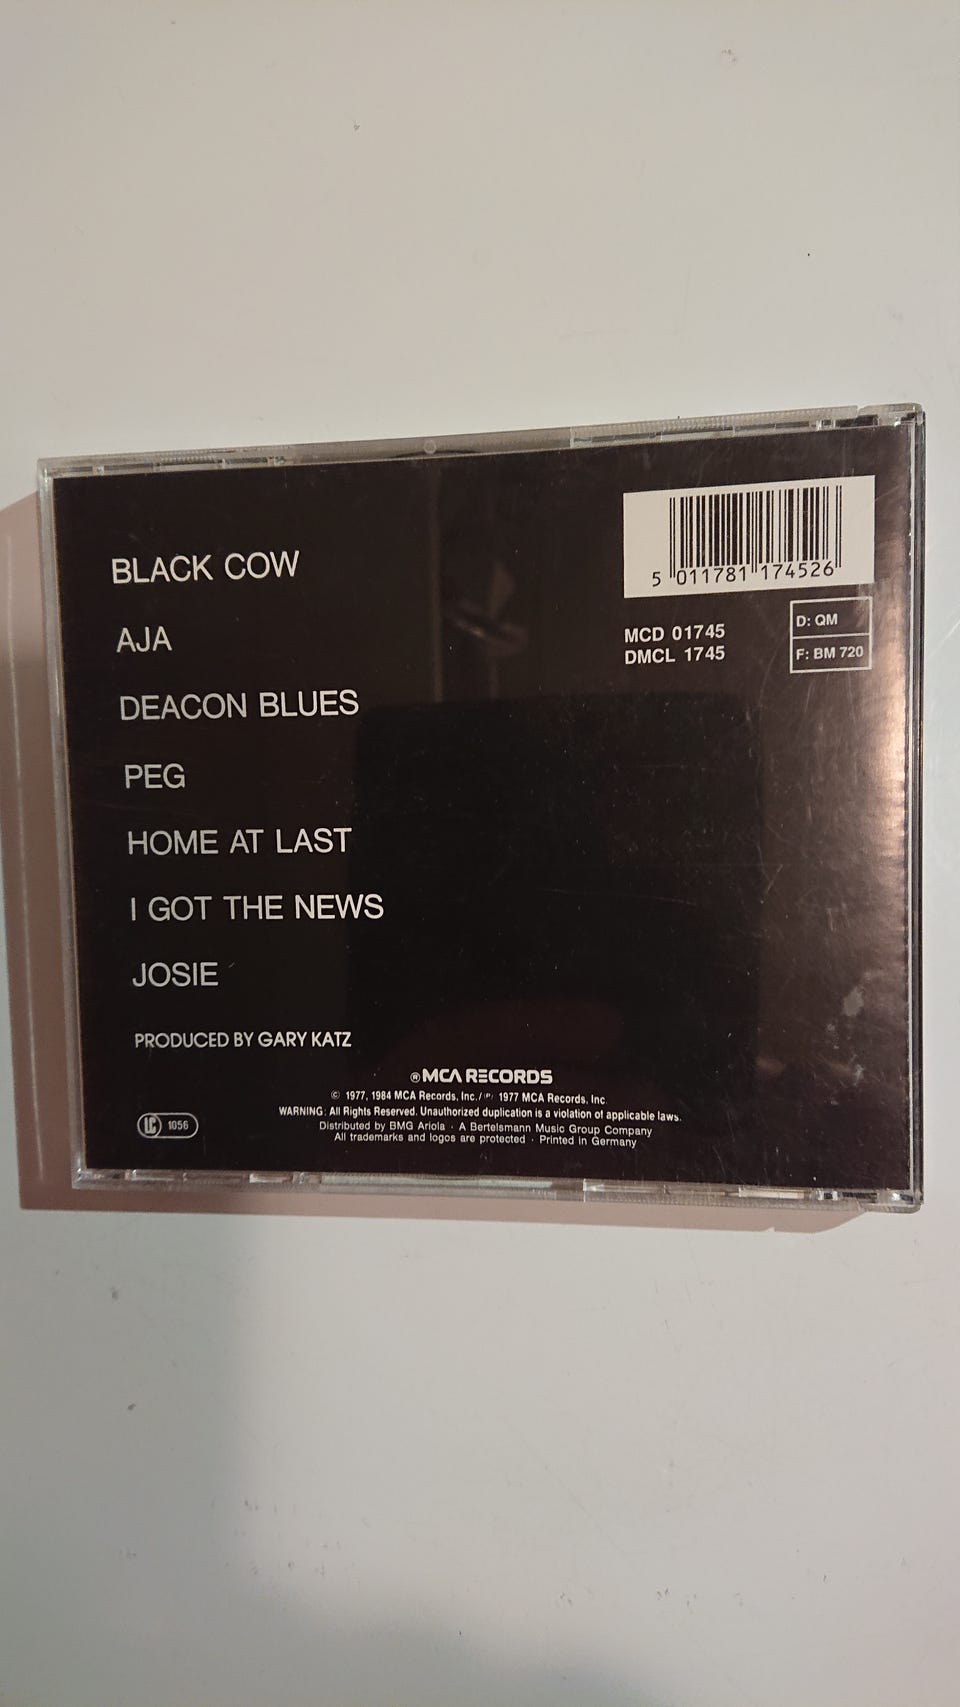 BLACK COW
AJA
DEACON BLUES
PEG
HOME AT LAST
I GOT THE NEWS
JOSIE
PRODUCED BY GARY KATZ
5 011781 174526
MCD 01745
DMCL 1745
D: QM
F: BM 720
® MCA RECORDS
© 1977, 1984 MCA Records, Inc./℗ 1977 MCA Records, Inc.
WARNING: All Rights Reserved. Unauthorized duplication is a violation of applicable laws.
Distributed by BMG Ariola · A Bertelsmann Music Group Company
All trademarks and logos are protected · Printed in Germany
LC 1056